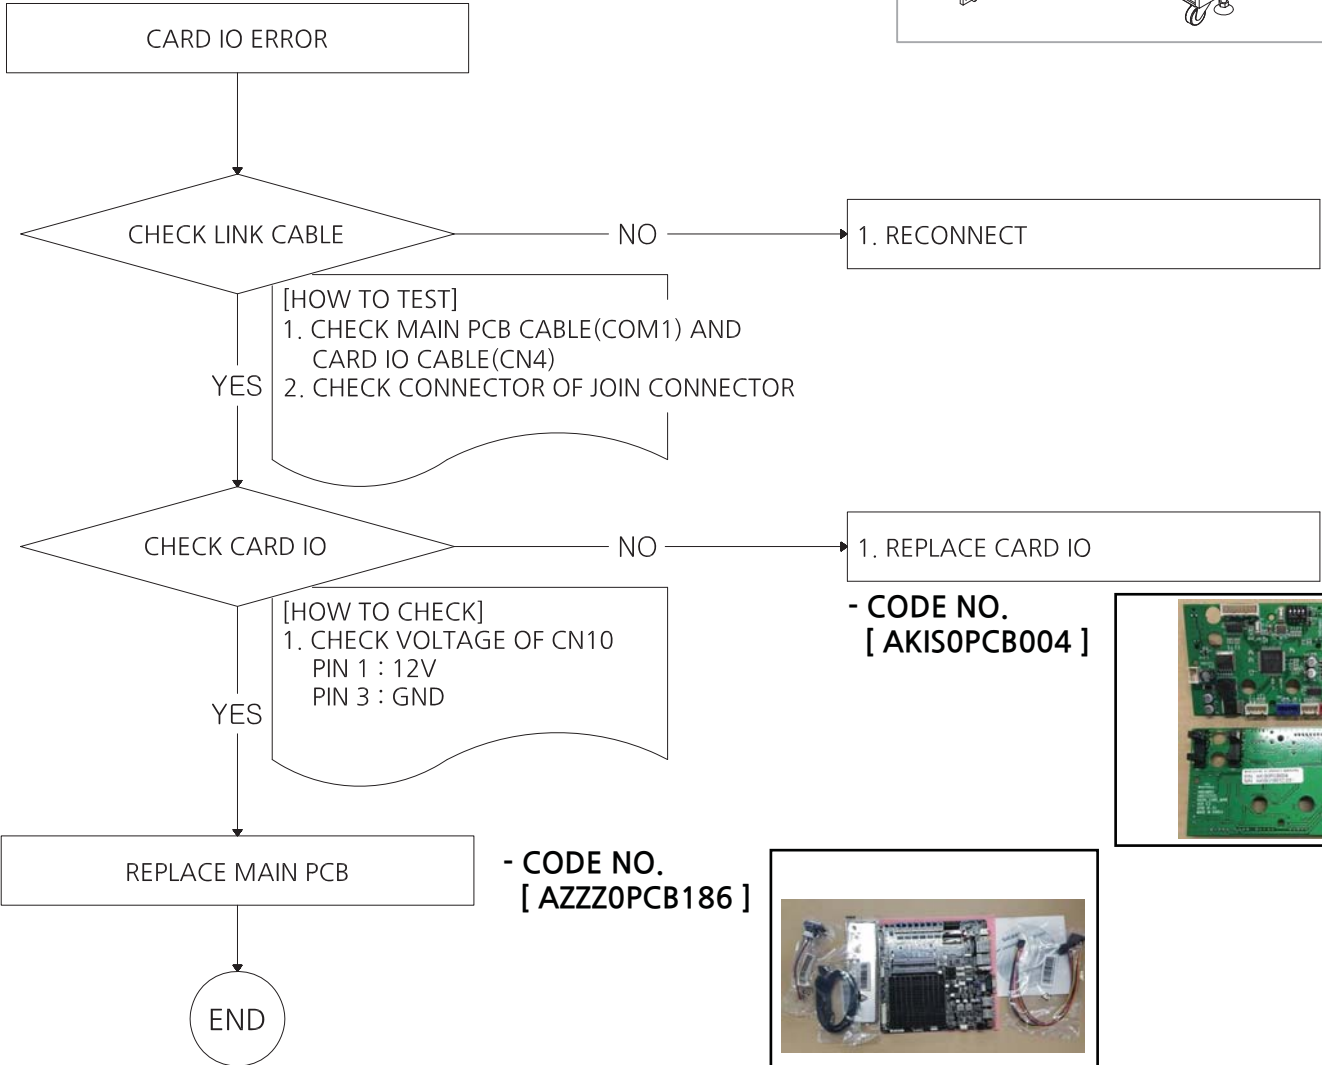 CARD IO ERROR
CHECK LINK CABLE
NO
1. RECONNECT
[HOW TO TEST]
1. CHECK MAIN PCB CABLE(COM1) AND
CARD IO CABLE(CN4)
2. CHECK CONNECTOR OF JOIN CONNECTOR
YES
CHECK CARD IO
NO
1. REPLACE CARD IO
- CODE NO.
[ AKIS0PCB004 ]
[HOW TO CHECK]
1. CHECK VOLTAGE OF CN10
PIN 1 : 12V
PIN 3 : GND
YES
REPLACE MAIN PCB
- CODE NO.
[ AZZZ0PCB186 ]
END